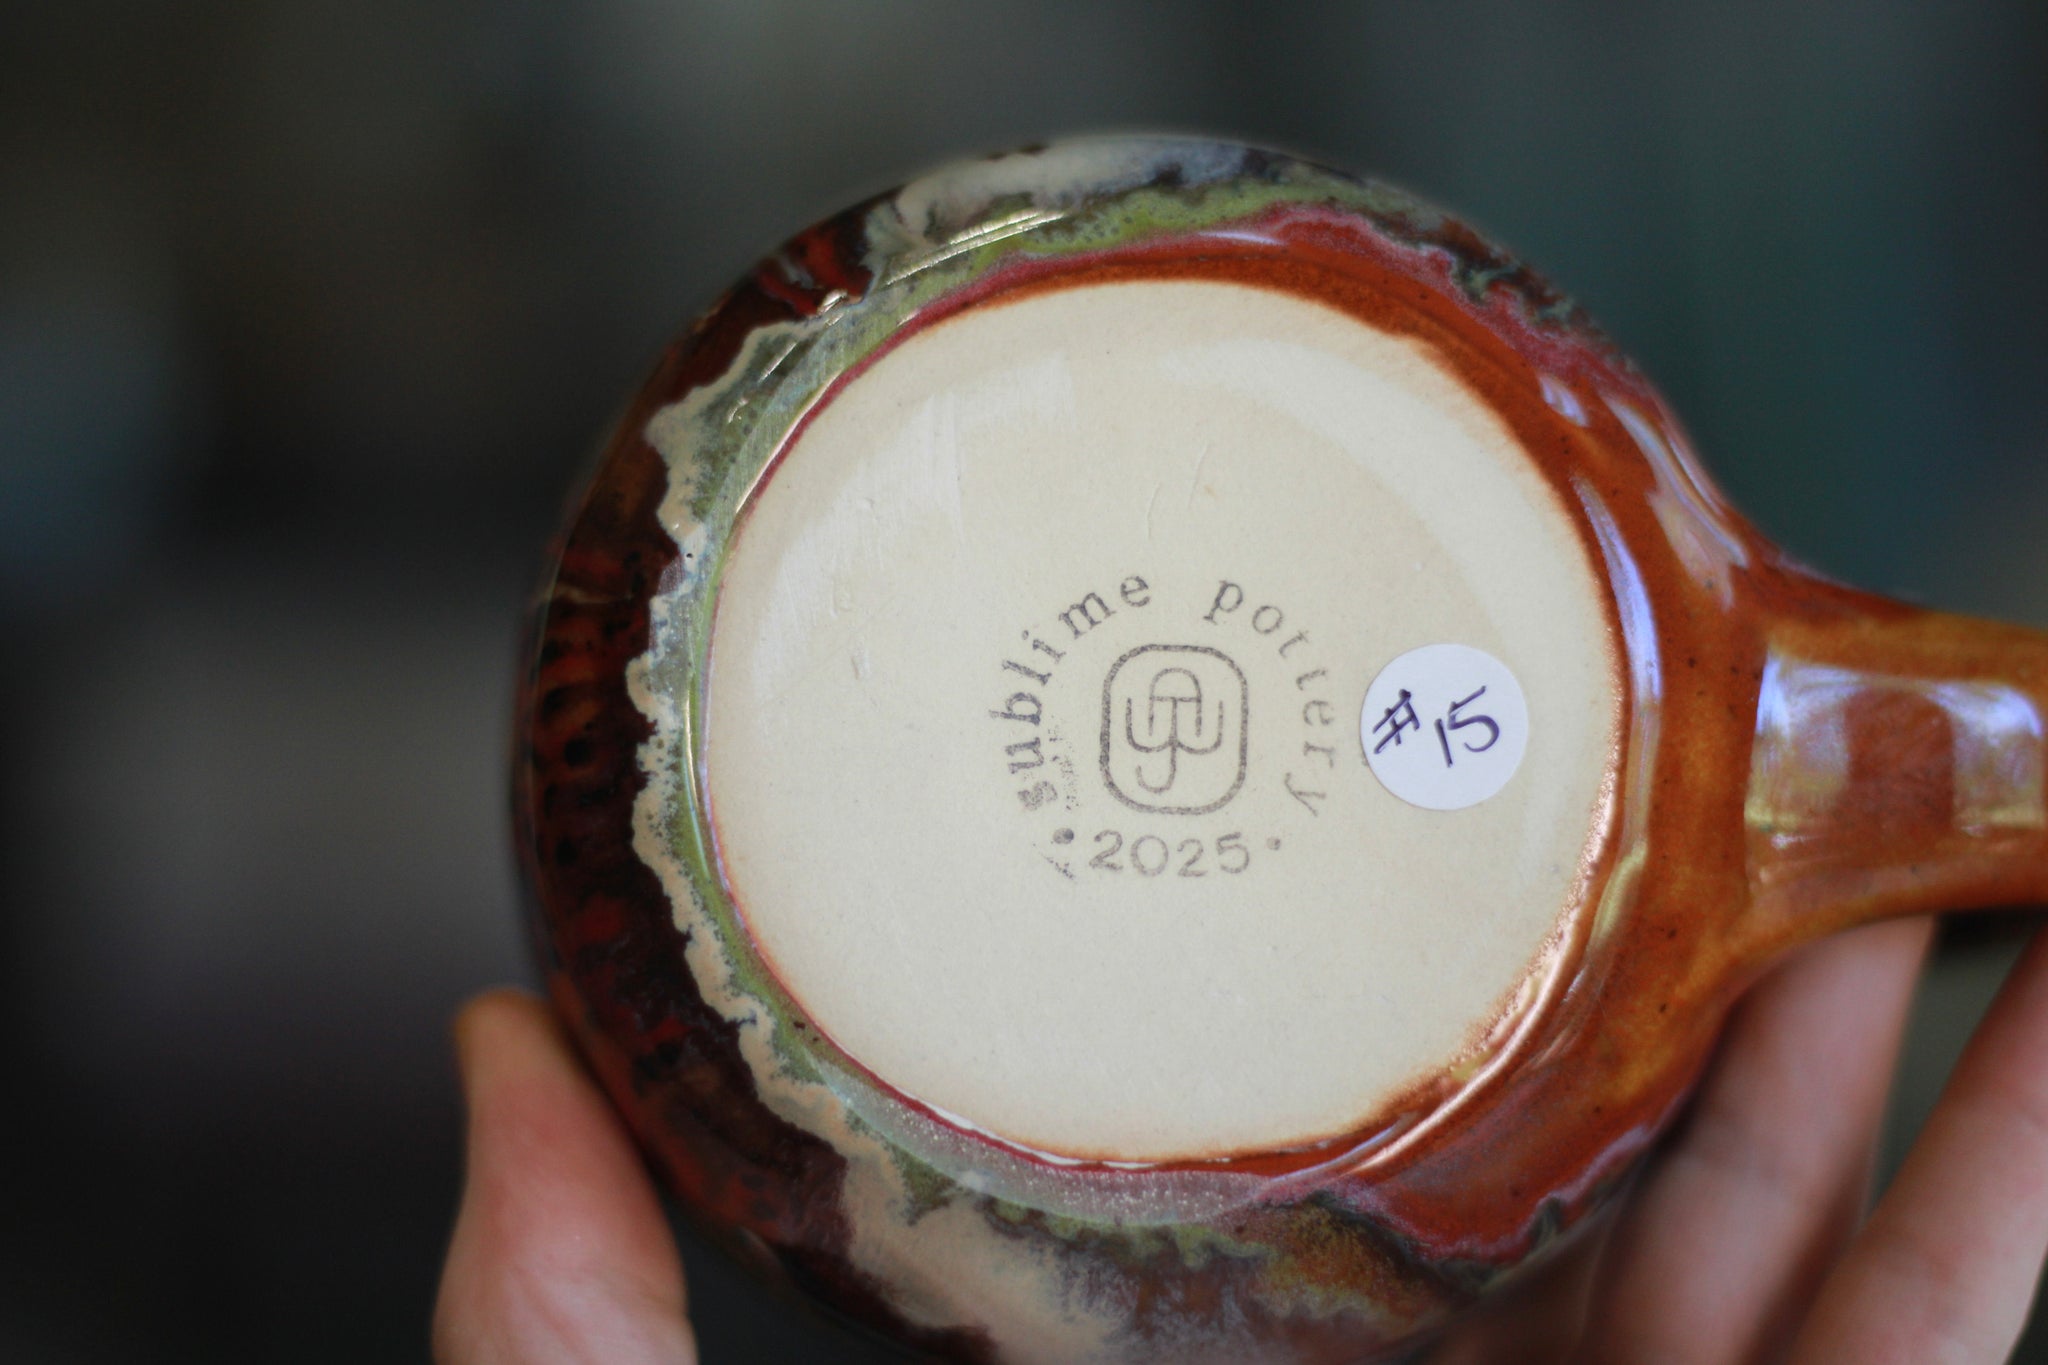 sublime pottery
• 2025 •
#15